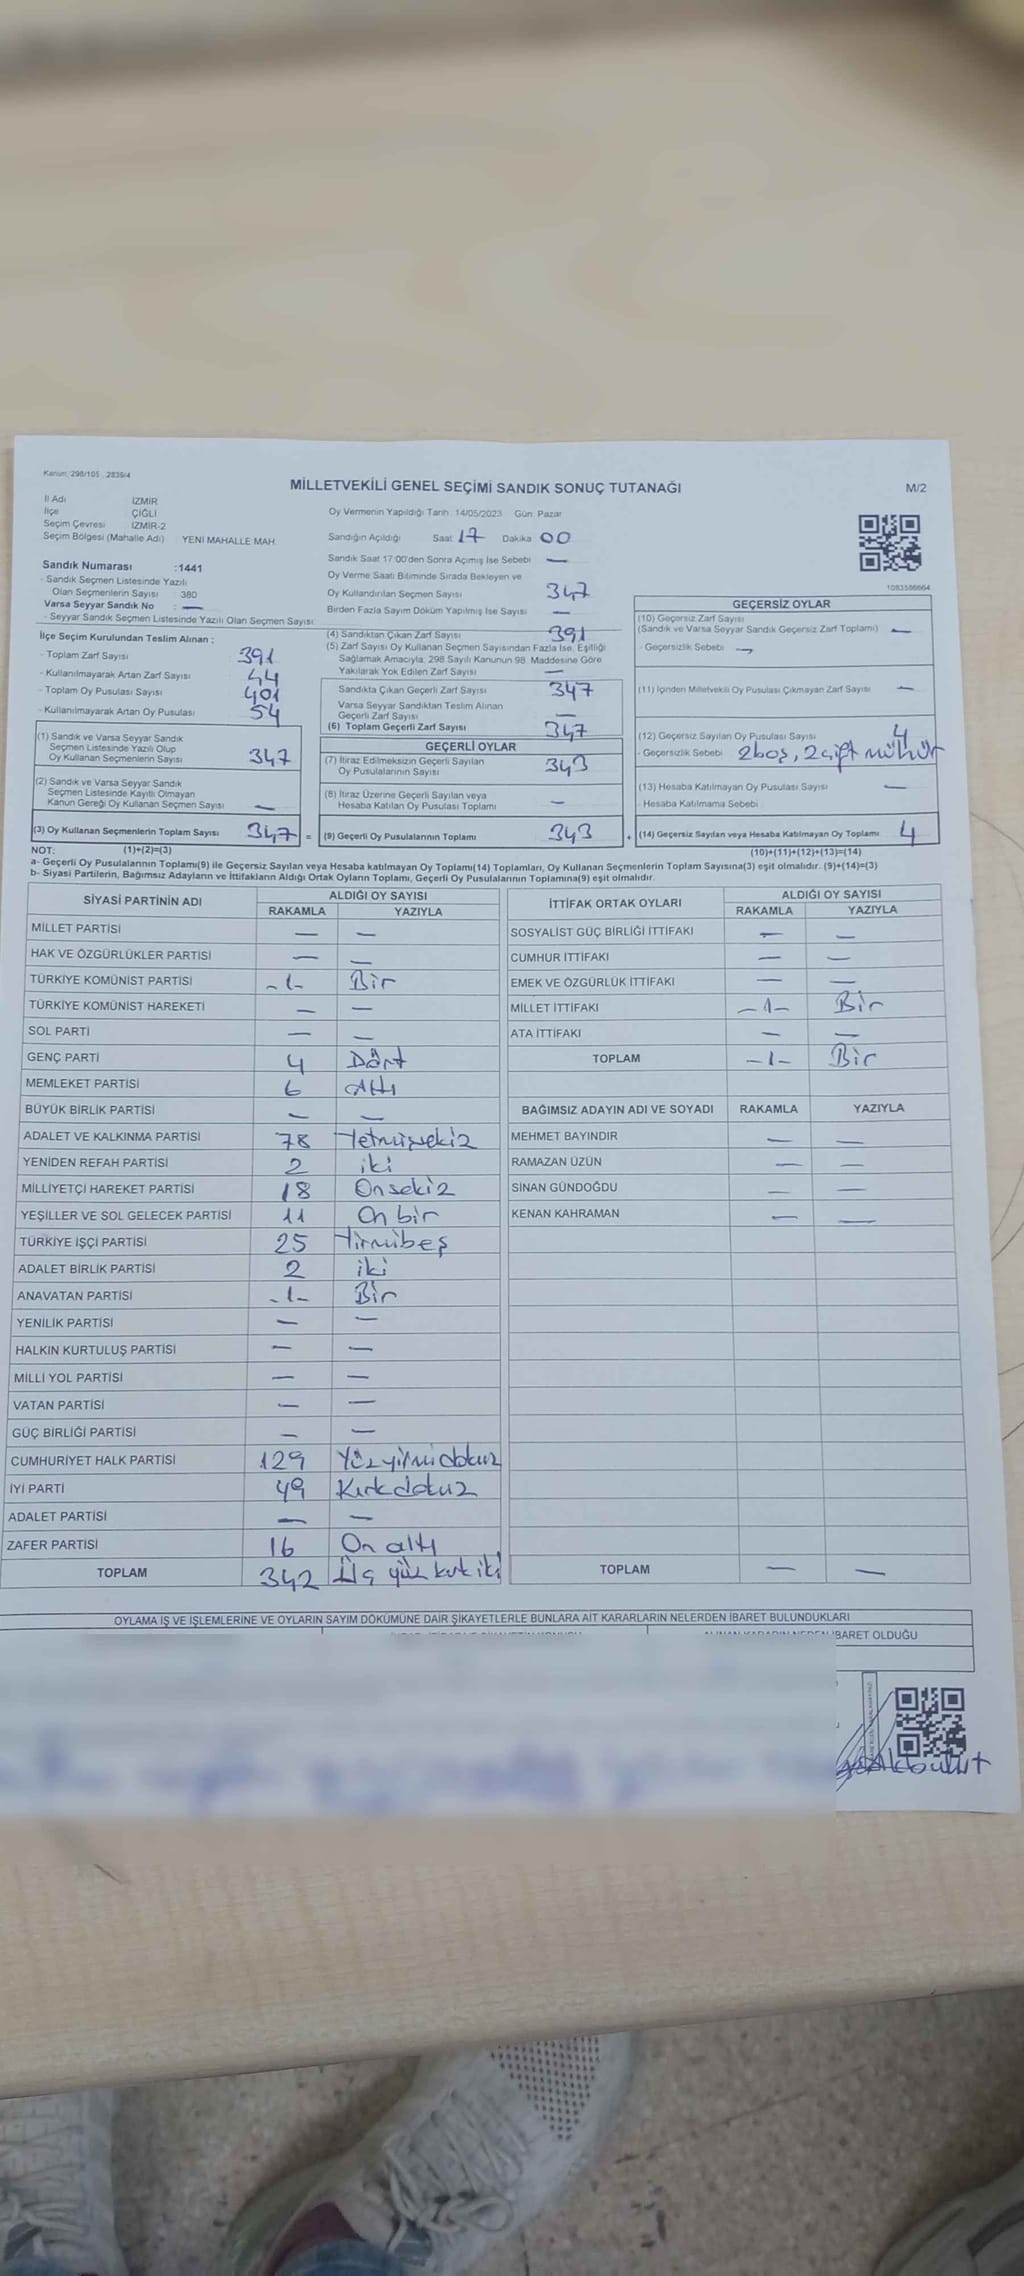 Kanun: 298/105 , 2839/4
MİLLETVEKİLİ GENEL SEÇİMİ SANDIK SONUÇ TUTANAĞI
M/2
İl Adı İZMİR
İlçe ÇİĞLİ
Seçim Çevresi İZMİR-2
Seçim Bölgesi (Mahalle Adı) YENİ MAHALLE MAH.
Sandık Numarası :1441
- Sandık Seçmen Listesinde Yazılı
Olan Seçmenlerin Sayısı 380
Varsa Seyyar Sandık No : —
- Seyyar Sandık Seçmen Listesinde Yazılı Olan Seçmen Sayısı:
Oy Vermenin Yapıldığı Tarih :14/05/2023 Gün: Pazar
Sandığın Açıldığı Saat 17 Dakika 00
Sandık Saat 17:00'den Sonra Açılmış İse Sebebi —
Oy Verme Saati Bitiminde Sırada Bekleyen ve
Oy Kullandırılan Seçmen Sayısı 347
Birden Fazla Sayım Döküm Yapılmış İse Sayısı —
1083506664
İlçe Seçim Kurulundan Teslim Alınan :
- Toplam Zarf Sayısı 391
- Kullanılmayarak Artan Zarf Sayısı 44
- Toplam Oy Pusulası Sayısı 401
- Kullanılmayarak Artan Oy Pusulası 54
(1) Sandık ve Varsa Seyyar Sandık
Seçmen Listesinde Yazılı Olup
Oy Kullanan Seçmenlerin Sayısı 347
(2) Sandık ve Varsa Seyyar Sandık
Seçmen Listesinde Kayıtlı Olmayan
Kanun Gereği Oy Kullanan Seçmen Sayısı —
(3) Oy Kullanan Seçmenlerin Toplam Sayısı 347 =
(4) Sandıktan Çıkan Zarf Sayısı 391
(5) Zarf Sayısı Oy Kullanan Seçmen Sayısından Fazla İse, Eşitliği
Sağlamak Amacıyla, 298 Sayılı Kanunun 98. Maddesine Göre
Yakılarak Yok Edilen Zarf Sayısı —
Sandıkta Çıkan Geçerli Zarf Sayısı 347
Varsa Seyyar Sandıktan Teslim Alınan
Geçerli Zarf Sayısı —
(6) Toplam Geçerli Zarf Sayısı 347
GEÇERLİ OYLAR
(7) İtiraz Edilmeksizin Geçerli Sayılan
Oy Pusulalarının Sayısı 343
(8) İtiraz Üzerine Geçerli Sayılan veya
Hesaba Katılan Oy Pusulası Toplamı —
(9) Geçerli Oy Pusulalarının Toplamı 343 +
GEÇERSİZ OYLAR
(10) Geçersiz Zarf Sayısı
(Sandık ve Varsa Seyyar Sandık Geçersiz Zarf Toplamı) —
- Geçersizlik Sebebi —
(11) İçinden Milletvekili Oy Pusulası Çıkmayan Zarf Sayısı —
(12) Geçersiz Sayılan Oy Pusulası Sayısı 4
- Geçersizlik Sebebi 2 boş, 2 çift mühür
(13) Hesaba Katılmayan Oy Pusulası Sayısı —
- Hesaba Katılmama Sebebi
(14) Geçersiz Sayılan veya Hesaba Katılmayan Oy Toplamı 4
NOT: (1)+(2)=(3) (10)+(11)+(12)+(13)=(14)
a- Geçerli Oy Pusulalarının Toplamı(9) ile Geçersiz Sayılan veya Hesaba katılmayan Oy Toplamı(14) Toplamları, Oy Kullanan Seçmenlerin Toplam Sayısına(3) eşit olmalıdır. (9)+(14)=(3)
b- Siyasi Partilerin, Bağımsız Adayların ve İttifakların Aldığı Ortak Oyların Toplamı, Geçerli Oy Pusulalarının Toplamına(9) eşit olmalıdır.
SİYASİ PARTİNİN ADI ALDIĞI OY SAYISI
RAKAMLA YAZIYLA
MİLLET PARTİSİ — —
HAK VE ÖZGÜRLÜKLER PARTİSİ — —
TÜRKİYE KOMÜNİST PARTİSİ -1- Bir
TÜRKİYE KOMÜNİST HAREKETİ — —
SOL PARTİ — —
GENÇ PARTİ 4 Dört
MEMLEKET PARTİSİ 6 Altı
BÜYÜK BİRLİK PARTİSİ — —
ADALET VE KALKINMA PARTİSİ 78 Yetmişsekiz
YENİDEN REFAH PARTİSİ 2 iki
MİLLİYETÇİ HAREKET PARTİSİ 18 Onsekiz
YEŞİLLER VE SOL GELECEK PARTİSİ 11 On bir
TÜRKİYE İŞÇİ PARTİSİ 25 Yirmibeş
ADALET BİRLİK PARTİSİ 2 iki
ANAVATAN PARTİSİ -1- Bir
YENİLİK PARTİSİ — —
HALKIN KURTULUŞ PARTİSİ — —
MİLLİ YOL PARTİSİ — —
VATAN PARTİSİ — —
GÜÇ BİRLİĞİ PARTİSİ — —
CUMHURİYET HALK PARTİSİ 129 Yüzyirmidokuz
İYİ PARTİ 49 Kırkdokuz
ADALET PARTİSİ — —
ZAFER PARTİSİ 16 On altı
TOPLAM 342 Üç yüz kırk iki
İTTİFAK ORTAK OYLARI ALDIĞI OY SAYISI
RAKAMLA YAZIYLA
SOSYALİST GÜÇ BİRLİĞİ İTTİFAKI — —
CUMHUR İTTİFAKI — —
EMEK VE ÖZGÜRLÜK İTTİFAKI — —
MİLLET İTTİFAKI -1- Bir
ATA İTTİFAKI — —
TOPLAM -1- Bir
BAĞIMSIZ ADAYIN ADI VE SOYADI RAKAMLA YAZIYLA
MEHMET BAYINDIR — —
RAMAZAN ÜZÜN — —
SİNAN GÜNDOĞDU — —
KENAN KAHRAMAN — —
TOPLAM — —
OYLAMA İŞ VE İŞLEMLERİNE VE OYLARIN SAYIM DÖKÜMÜNE DAİR ŞİKAYETLERLE BUNLARA AİT KARARLARIN NELERDEN İBARET BULUNDUKLARI
İBARET OLDUĞU
Akbulut